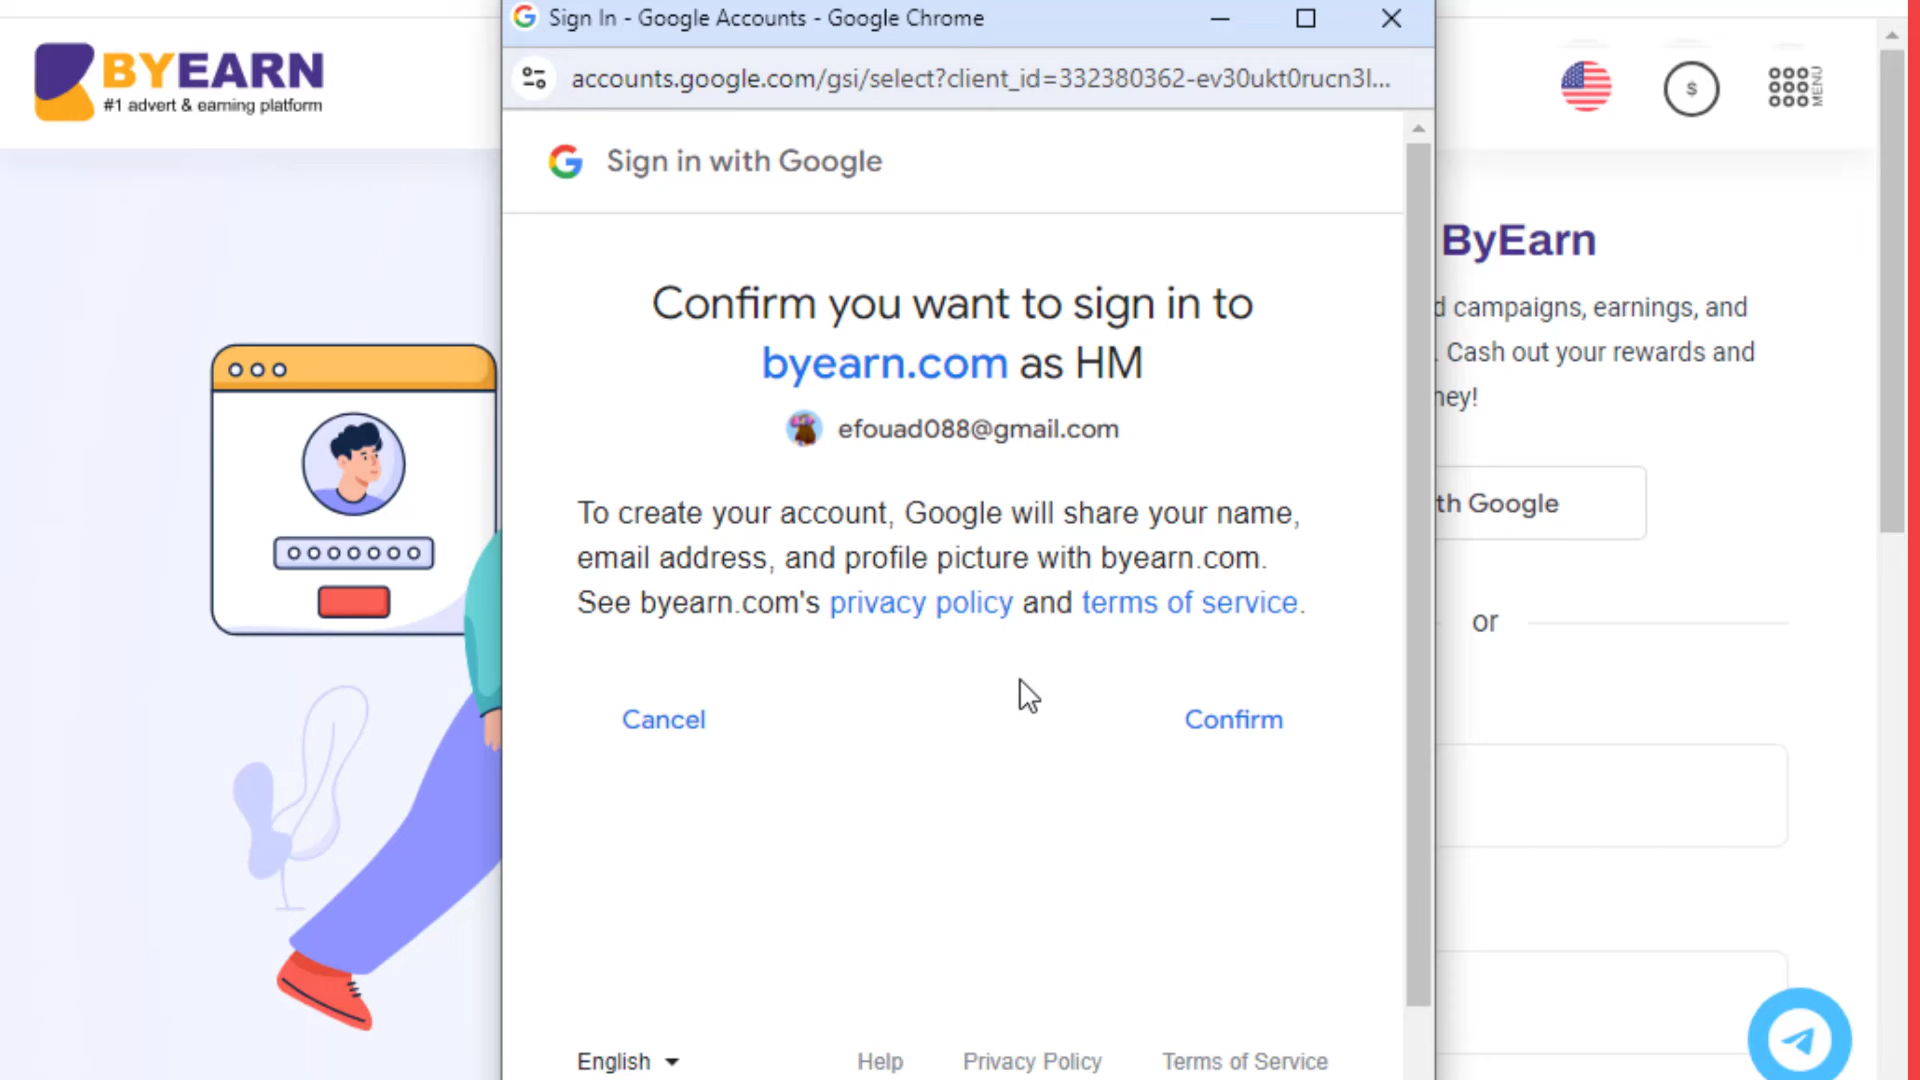 Sign In - Google Accounts - Google Chrome
accounts.google.com/gsi/select?client_id=332380362-ev30ukt0rucn3l...
BYEARN
#1 advert & earning platform
$
MENU
Sign in with Google
Confirm you want to sign in to
byearn.com as HM
efouad088@gmail.com
To create your account, Google will share your name,
email address, and profile picture with byearn.com.
See byearn.com's privacy policy and terms of service.
Cancel
Confirm
English
Help
Privacy Policy
Terms of Service
ByEarn
d campaigns, earnings, and
. Cash out your rewards and
ney!
th Google
or